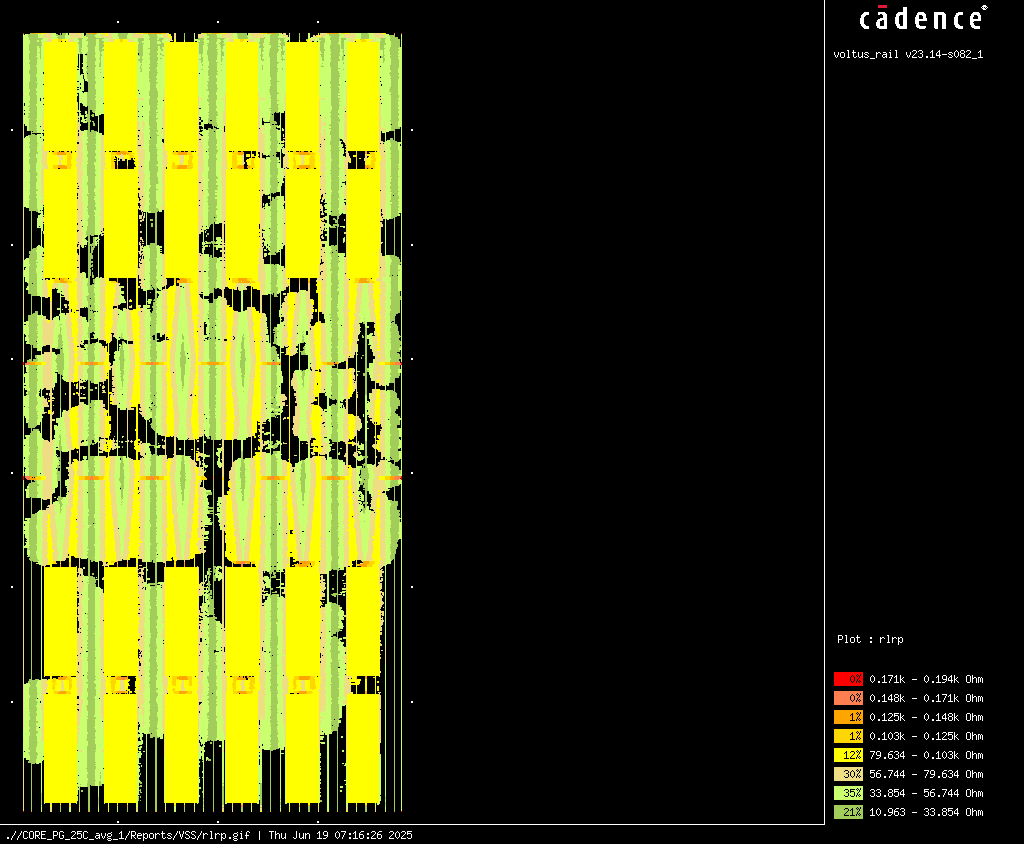 cādence®
voltus_rail v23.14-s082_1
Plot : rlrp
0% 0.171k - 0.194k Ohm
0% 0.148k - 0.171k Ohm
1% 0.125k - 0.148k Ohm
1% 0.103k - 0.125k Ohm
12% 79.634 - 0.103k Ohm
30% 56.744 - 79.634 Ohm
35% 33.854 - 56.744 Ohm
21% 10.963 - 33.854 Ohm
.//CORE_PG_25C_avg_1/Reports/VSS/rlrp.gif | Thu Jun 19 07:16:26 2025